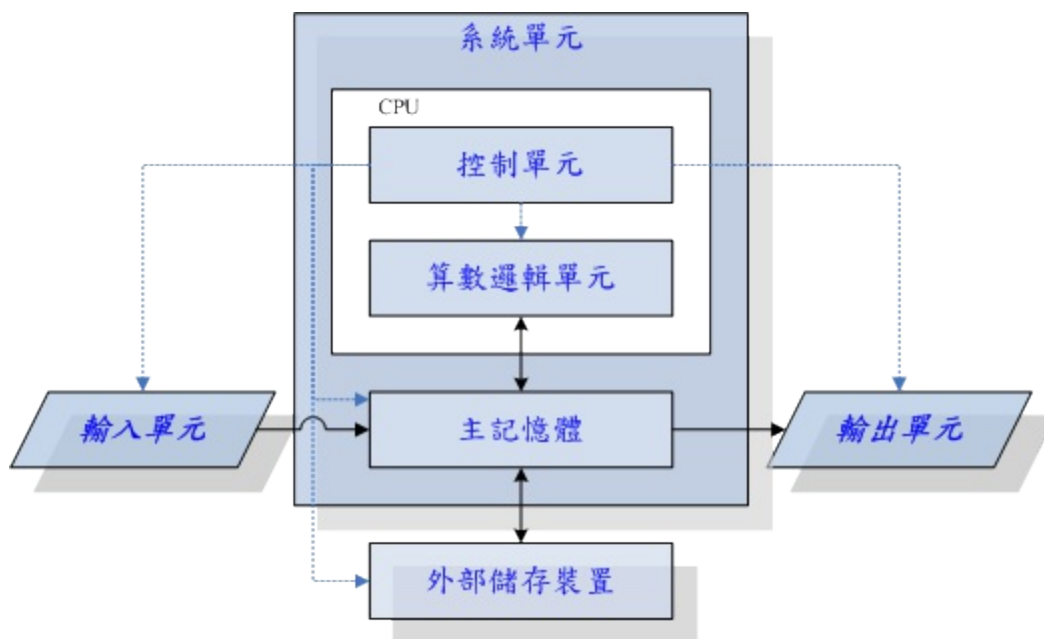 系統單元
CPU
控制單元
算數邏輯單元
輸入單元
主記憶體
輸出單元
外部儲存裝置